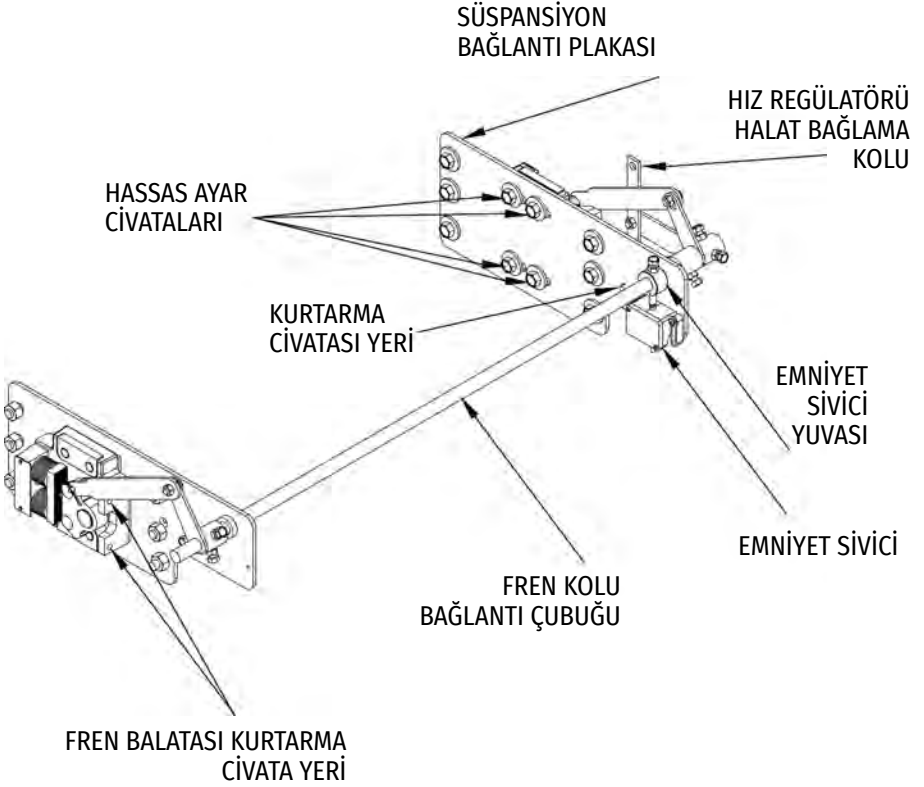 SÜSPANSİYON
BAĞLANTI PLAKASI
HIZ REGÜLATÖRÜ
HALAT BAĞLAMA
KOLU
HASSAS AYAR
CİVATALARI
KURTARMA
CİVATASI YERİ
EMNİYET
SİVİCİ
YUVASI
EMNİYET SİVİCİ
FREN KOLU
BAĞLANTI ÇUBUĞU
FREN BALATASI KURTARMA
CİVATA YERİ